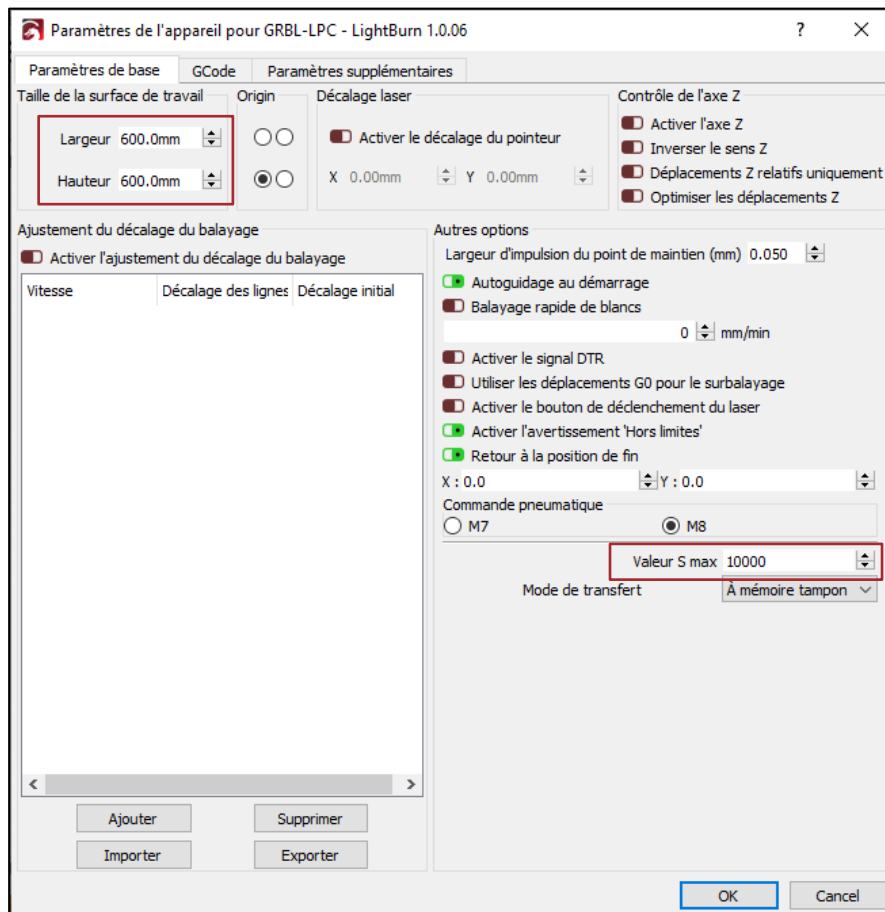 Paramètres de l'appareil pour GRBL-LPC - LightBurn 1.0.06
?
Paramètres de base GCode Paramètres supplémentaires
Taille de la surface de travail
Largeur 600.0mm
Hauteur 600.0mm
Origin
Décalage laser
Activer le décalage du pointeur
X 0.00mm Y 0.00mm
Contrôle de l'axe Z
Activer l'axe Z
Inverser le sens Z
Déplacements Z relatifs uniquement
Optimiser les déplacements Z
Ajustement du décalage du balayage
Activer l'ajustement du décalage du balayage
Vitesse Décalage des lignes Décalage initial
Ajouter Supprimer
Importer Exporter
Autres options
Largeur d'impulsion du point de maintien (mm) 0.050
Autoguidage au démarrage
Balayage rapide de blancs
0 mm/min
Activer le signal DTR
Utiliser les déplacements G0 pour le surbalayage
Activer le bouton de déclenchement du laser
Activer l'avertissement 'Hors limites'
Retour à la position de fin
X : 0.0 Y : 0.0
Commande pneumatique
M7 M8
Valeur S max 10000
Mode de transfert À mémoire tampon
OK Cancel